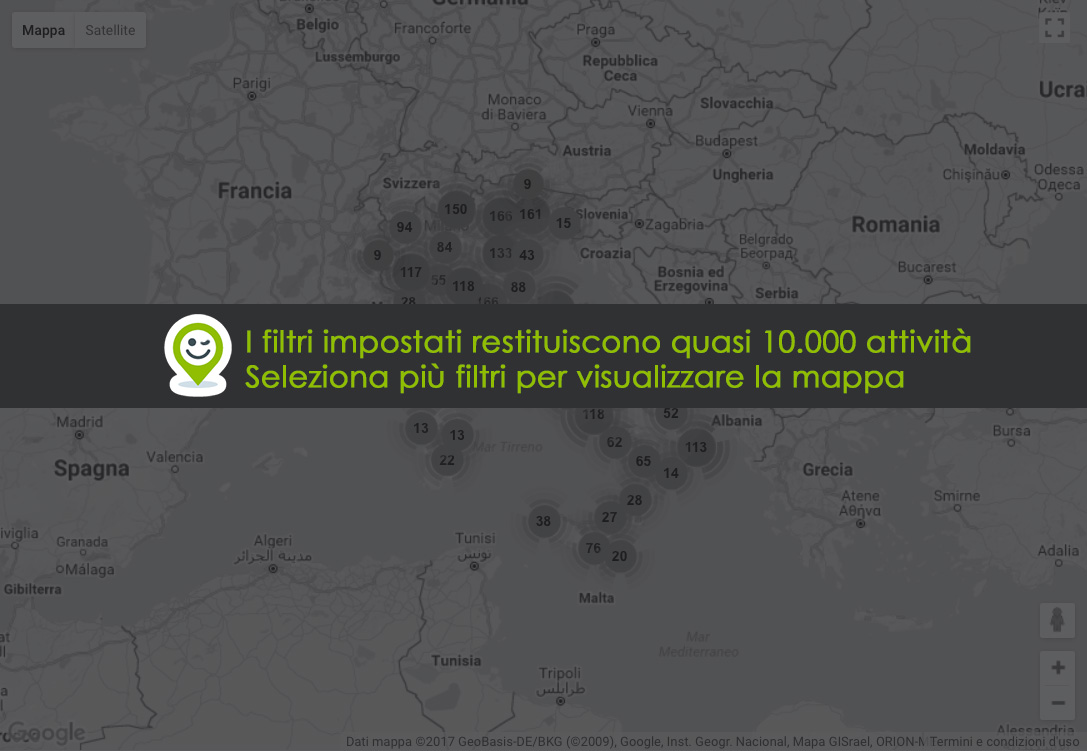 Germania
Kiev
Mappa
Satellite
Belgio
Francoforte
Praga
Lussemburgo
Repubblica
Ceca
Parigi
Ucra
Monaco
di Baviera
Slovacchia
Vienna
Budapest
Moldavia
Austria
Ungheria
Chișinău
Odessa
Одеса
Svizzera
9
Francia
150
166
161
15
Slovenia
94
Zagabria
Romania
84
Belgrado
Београд
9
133
43
Croazia
117
55
118
88
Bosnia ed
Erzegovina
Bucarest
Serbia
28
166
I filtri impostati restituiscono quasi 10.000 attività
Seleziona più filtri per visualizzare la mappa
118
52
Madrid
13
13
Albania
Bursa
62
113
Mar Tirreno
Valencia
22
65
14
Spagna
Grecia
28
Atene
Αθήνα
Smirne
38
27
iviglia
Granada
Algeri
مدينة الجزائر
Tunisi
تونس
76
20
Adalia
Málaga
Gibilterra
Malta
Mar
Mediterraneo
Tunisia
Tripoli
طرابلس
Google
Alessandria
Dati mappa ©2017 GeoBasis-DE/BKG (©2009), Google, Inst. Geogr. Nacional, Mapa GISrael, ORION-M
Termini e condizioni d'uso